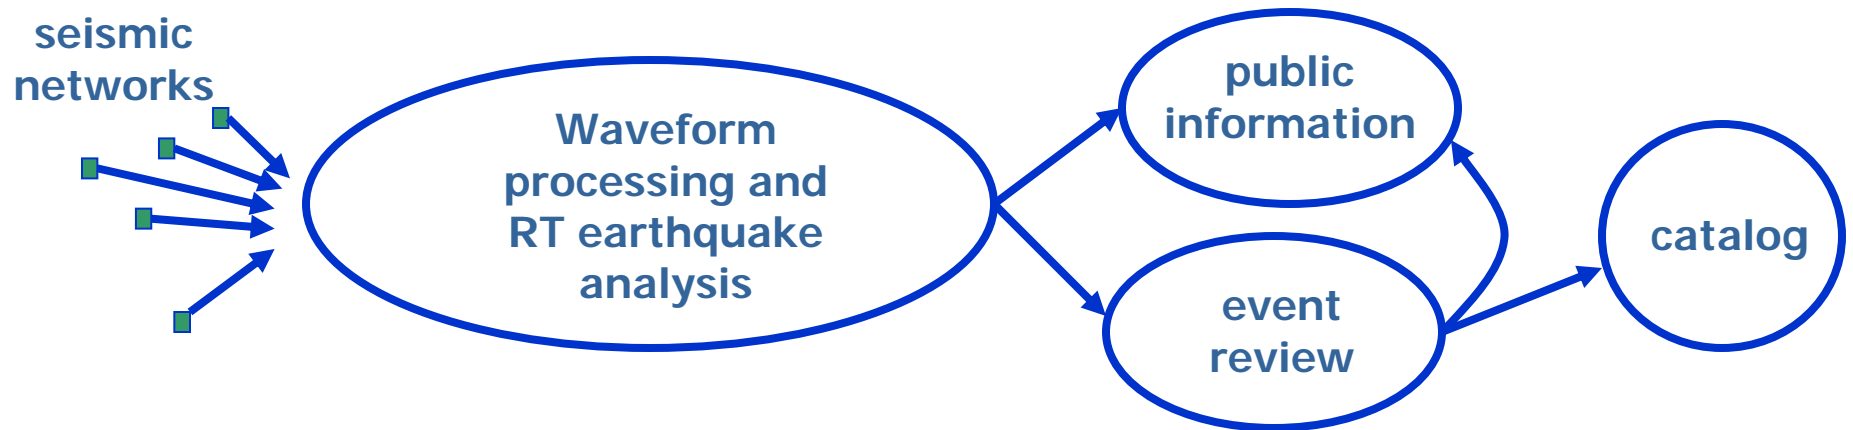 seismic
networks
Waveform
processing and
RT earthquake
analysis
public
information
event
review
catalog